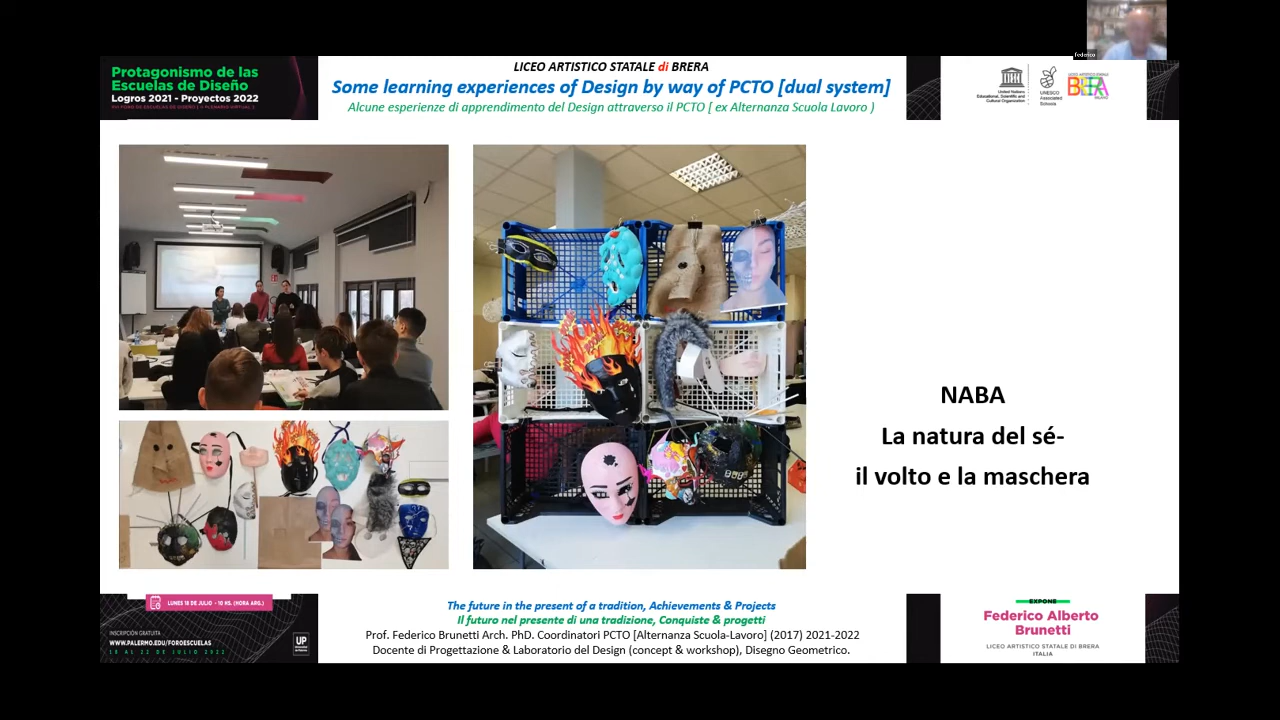 federico
Protagonismo de las
Escuelas de Diseño
Logros 2021 - Proyectos 2022
LICEO ARTISTICO STATALE di BRERA
Some learning experiences of Design by way of PCTO [dual system]
Alcune esperienze di apprendimento del Design attraverso il PCTO [ ex Alternanza Scuola Lavoro )
United Nations
Educational, Scientific and
Cultural Organization
UNESCO
Associated
Schools
BRERA
NABA
La natura del sé-
il volto e la maschera
LUNES 18 DE JULIO - 10 HS. (HORA ARG.)
INSCRIPCIÓN GRATUITA
WWW.PALERMO.EDU/FOROESCUELAS
18 AL 22 DE JULIO 2022
UP
The future in the present of a tradition, Achievements & Projects
Il futuro nel presente di una tradizione, Conquiste & progetti
Prof. Federico Brunetti Arch. PhD. Coordinatori PCTO [Alternanza Scuola-Lavoro] (2017) 2021-2022
Docente di Progettazione & Laboratorio del Design (concept & workshop), Disegno Geometrico.
EXPONE
Federico Alberto
Brunetti
LICEO ARTISTICO STATALE DI BRERA
ITALIA